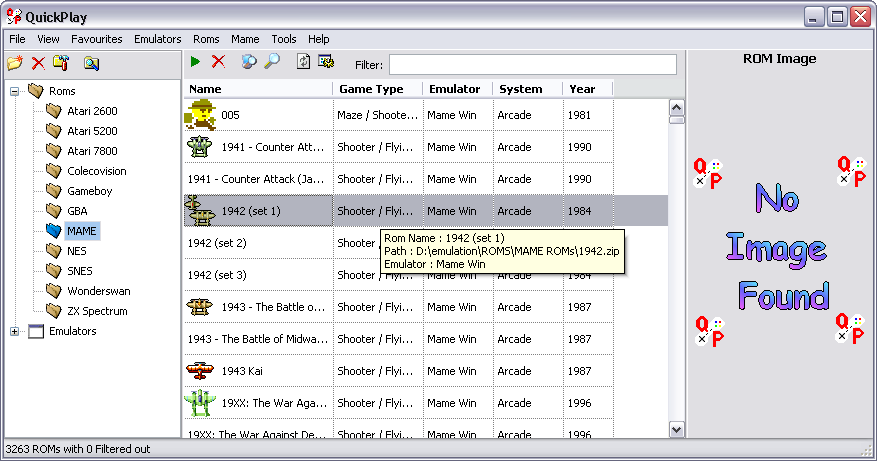 QuickPlay
File View Favourites Emulators Roms Mame Tools Help
Filter:
ROM Image
Roms
Atari 2600
Atari 5200
Atari 7800
Colecovision
Gameboy
GBA
MAME
NES
SNES
Wonderswan
ZX Spectrum
Emulators
Name Game Type Emulator System Year
005 Maze / Shoote... Mame Win Arcade 1981
1941 - Counter Att... Shooter / Flyi... Mame Win Arcade 1990
1941 - Counter Attack (Ja... Shooter / Flyi... Mame Win Arcade 1990
1942 (set 1) Shooter / Flyi... Mame Win Arcade 1984
1942 (set 2) Shooter
1942 (set 3) Shooter / Flyi... Mame Win Arcade 1984
Rom Name : 1942 (set 1)
Path : D:\emulation\ROMS\MAME ROMs\1942.zip
Emulator : Mame Win
1943 - The Battle o... Shooter / Flyi... Mame Win Arcade 1987
1943 - The Battle of Midwa... Shooter / Flyi... Mame Win Arcade 1987
1943 Kai Shooter / Flyi... Mame Win Arcade 1987
19XX: The War Aga... Shooter / Flyi... Mame Win Arcade 1996
19XX: The War Against De... Shooter / Flyi... Mame Win Arcade 1996
QP
QP
No
Image
Found
QP
QP
3263 ROMs with 0 Filtered out